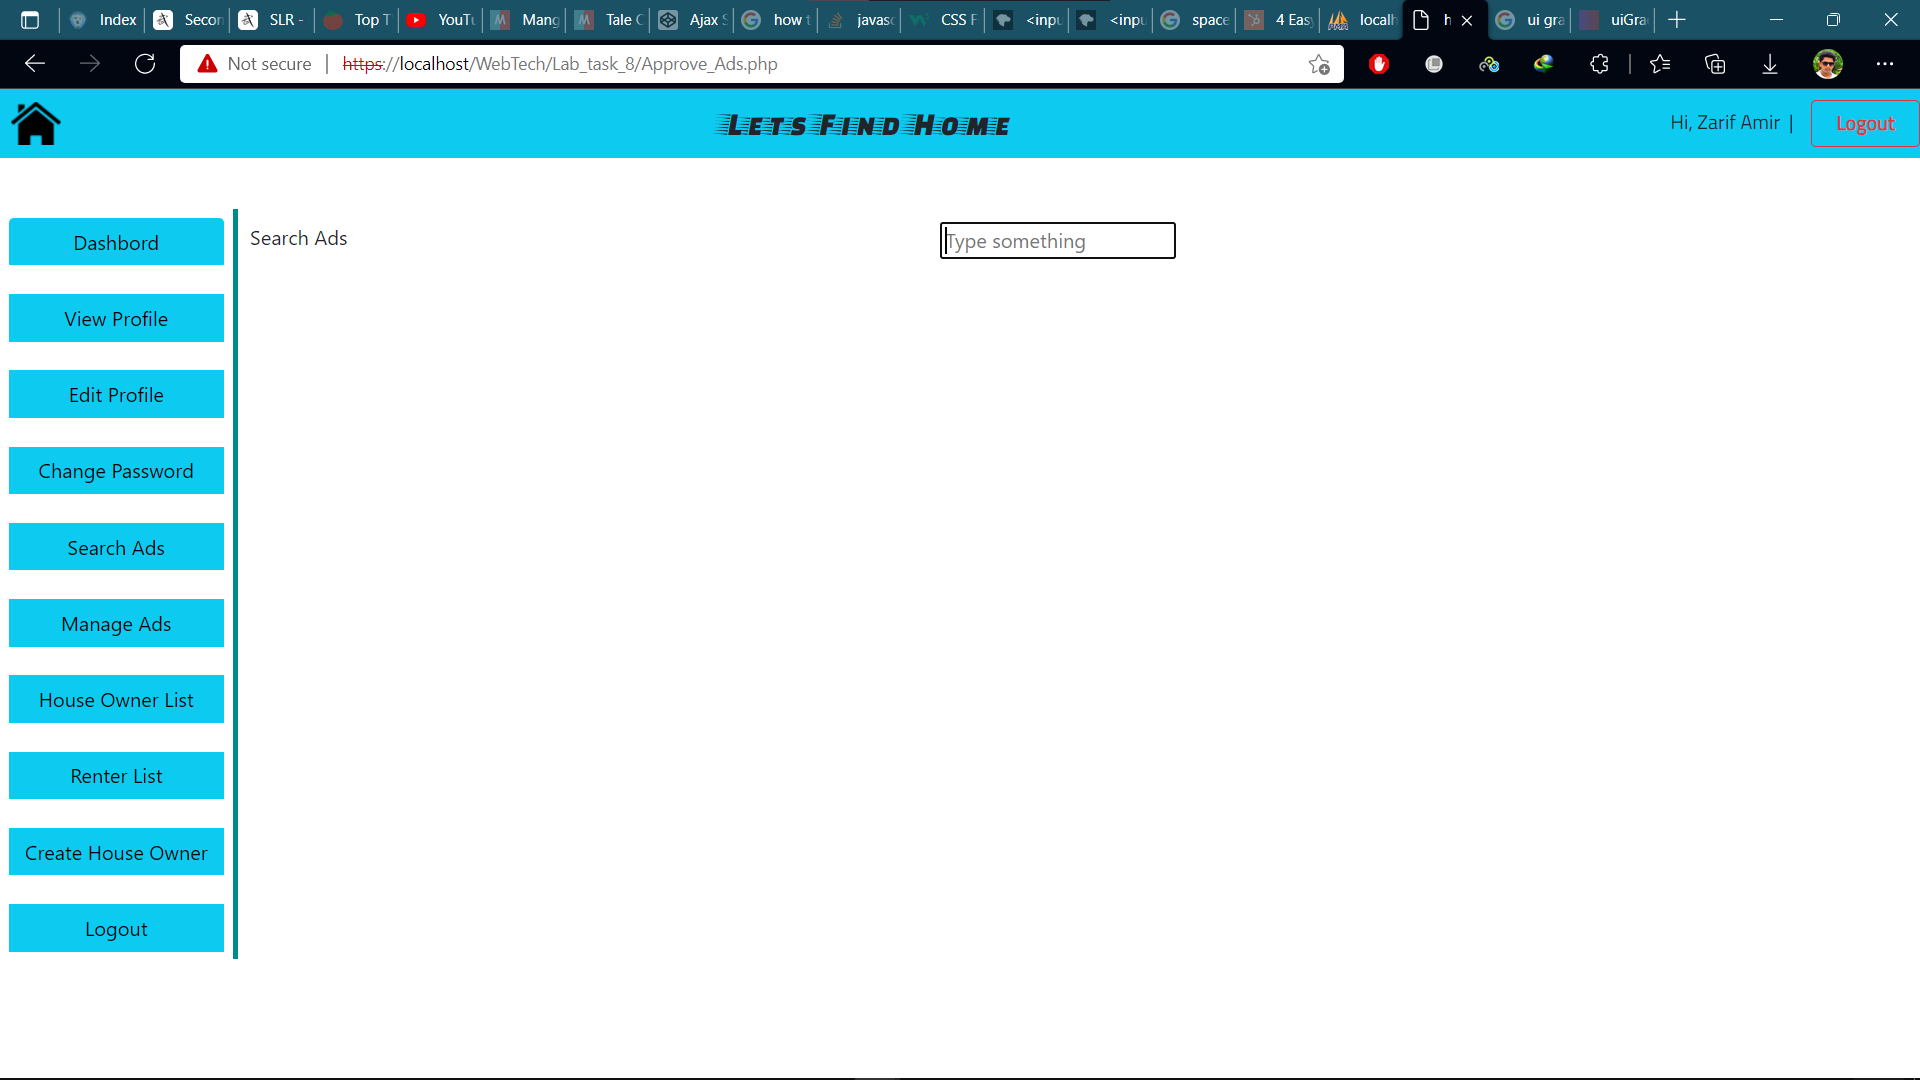 Index
Secon
SLR -
Top T
YouTu
Mang
Tale O
Ajax S
how t
javasc
CSS F
<inpu
<inpu
space
4 Easy
localh
h
ui gra
uiGra
Not secure
https://localhost/WebTech/Lab_task_8/Approve_Ads.php
Lets Find Home
Hi, Zarif Amir |
Logout
Dashbord
Search Ads
Type something
View Profile
Edit Profile
Change Password
Search Ads
Manage Ads
House Owner List
Renter List
Create House Owner
Logout